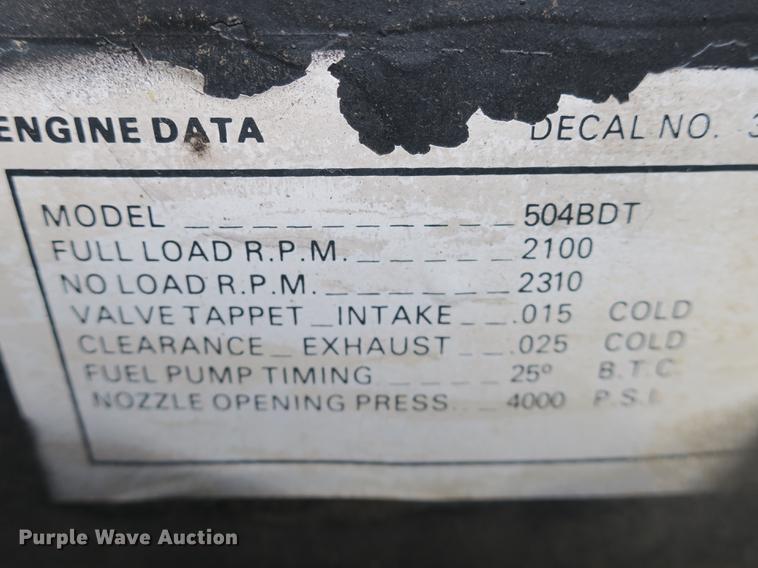 ENGINE DATA DECAL NO. 3
MODEL _ _ _ _ _ _ _ _ _ _ _ 504BDT
FULL LOAD R.P.M. _ _ _ _ _ 2100
NO LOAD R.P.M. _ _ _ _ _ _ 2310
VALVE TAPPET _ INTAKE _ _ .015 COLD
CLEARANCE _ EXHAUST _ _ .025 COLD
FUEL PUMP TIMING _ _ _ _ 25° B.T.C.
NOZZLE OPENING PRESS. _ _ 4000 P.S.I.
Purple Wave Auction